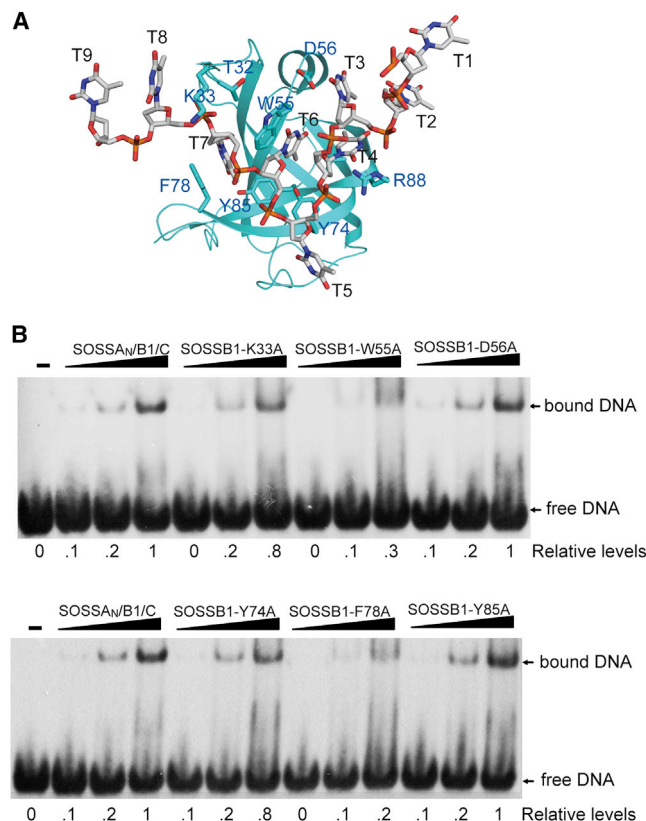 A
T9
T8
T32
D56
T3
T1
K33
W55
T6
T2
T7
T4
F78
Y85
R88
Y74
T5
B
SOSSAN/B1/C SOSSB1-K33A SOSSB1-W55A SOSSB1-D56A
bound DNA
free DNA
0 .1 .2 1 0 .2 .8 0 .1 .3 .1 .2 1 Relative levels
SOSSAN/B1/C SOSSB1-Y74A SOSSB1-F78A SOSSB1-Y85A
bound DNA
free DNA
0 .1 .2 1 .1 .2 .8 0 .1 .2 .1 .2 1 Relative levels